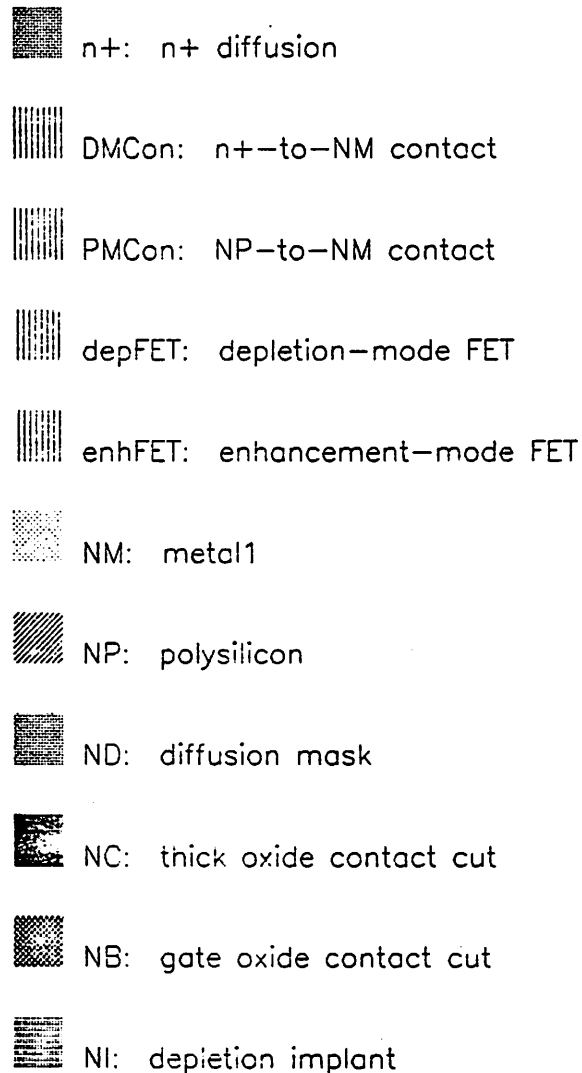 n+: n+ diffusion
DMCon: n+-to-NM contact
PMCon: NP-to-NM contact
depFET: depletion-mode FET
enhFET: enhancement-mode FET
NM: metal1
NP: polysilicon
ND: diffusion mask
NC: thick oxide contact cut
NB: gate oxide contact cut
NI: depletion implant